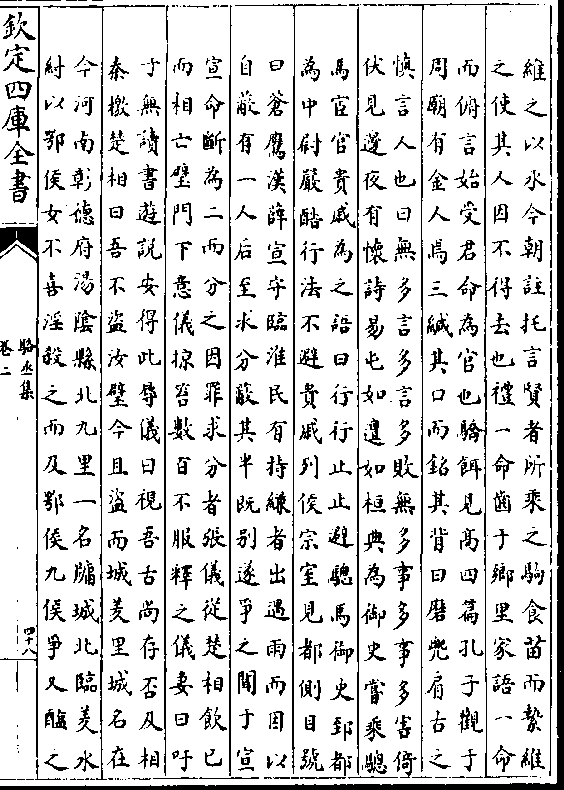 維之以水今朝註托言賢者所乘之駒食苗而縶維
之使其人因不得去也禮一命齒于鄉里家語一命
而俯言始受君命為官也驕餌見髙四篇孔子觀于
周廟有金人焉三緘其口而銘其背曰磨兜肩古之
慎言人也曰無多言多言多敗無多事多事多害倚
伏見邊夜有懷詩易屯如邅如桓典為御史當乘驄
馬宦官貴戚為之語曰行行止止避驄馬御史郅都
為中尉嚴酷行法不避貴戚列侯宗室見都側目號
曰蒼鷹漢薛宣守臨淮民有持縑者出遇雨而因以
自蔽有一人后至求分蔽其半既别遂爭之聞于宣
宣命斷為二而分之因罪求分者張儀從楚相飲已
而相亡璧門下意儀掠笞數百不服釋之儀妻曰吁
子無讀書遊説安得此辱儀曰視吾古尚存否及相
秦檄楚相曰吾不盜汝璧今且盜而城羑里城名在
今河南彰徳府湯隂縣北九里一名牖城北臨羑水
紂以鄂侯女不喜淫殺之而及鄂侯九侯爭又醢之
欽定四庫全書
駱丞集
卷二
四十八